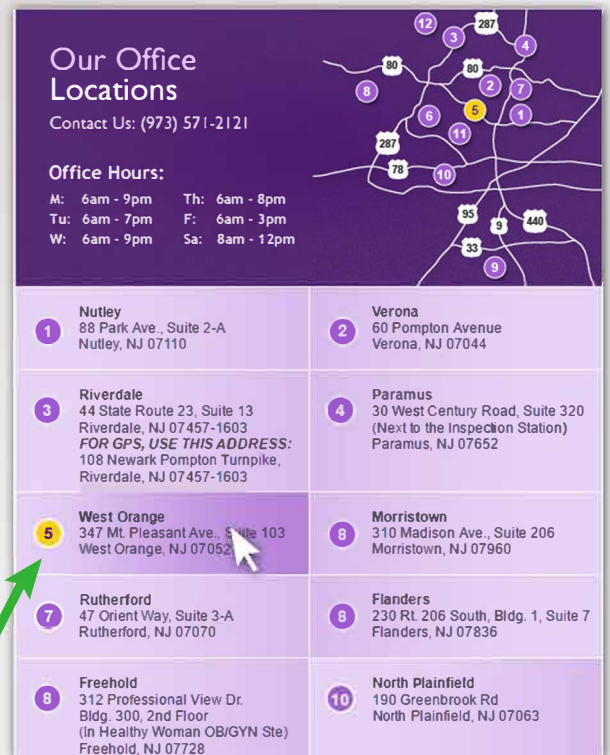 Our Office
Locations
Contact Us: (973) 571-2121
Office Hours:
M: 6am - 9pm Th: 6am - 8pm
Tu: 6am - 7pm F: 6am - 3pm
W: 6am - 9pm Sa: 8am - 12pm
12
287
3
4
80
80
8
2
7
5
6
1
11
287
78
10
95
9
440
33
9
1
Nutley
88 Park Ave., Suite 2-A
Nutley, NJ 07110
2
Verona
60 Pompton Avenue
Verona, NJ 07044
3
Riverdale
44 State Route 23, Suite 13
Riverdale, NJ 07457-1603
FOR GPS, USE THIS ADDRESS:
108 Newark Pompton Turnpike,
Riverdale, NJ 07457-1603
4
Paramus
30 West Century Road, Suite 320
(Next to the Inspection Station)
Paramus, NJ 07652
5
West Orange
347 Mt. Pleasant Ave., Suite 103
West Orange, NJ 07052
8
Morristown
310 Madison Ave., Suite 206
Morristown, NJ 07960
7
Rutherford
47 Orient Way, Suite 3-A
Rutherford, NJ 07070
8
Flanders
230 Rt. 206 South, Bldg. 1, Suite 7
Flanders, NJ 07836
8
Freehold
312 Professional View Dr.
Bldg. 300, 2nd Floor
(In Healthy Woman OB/GYN Ste)
Freehold, NJ 07728
10
North Plainfield
190 Greenbrook Rd
North Plainfield, NJ 07063